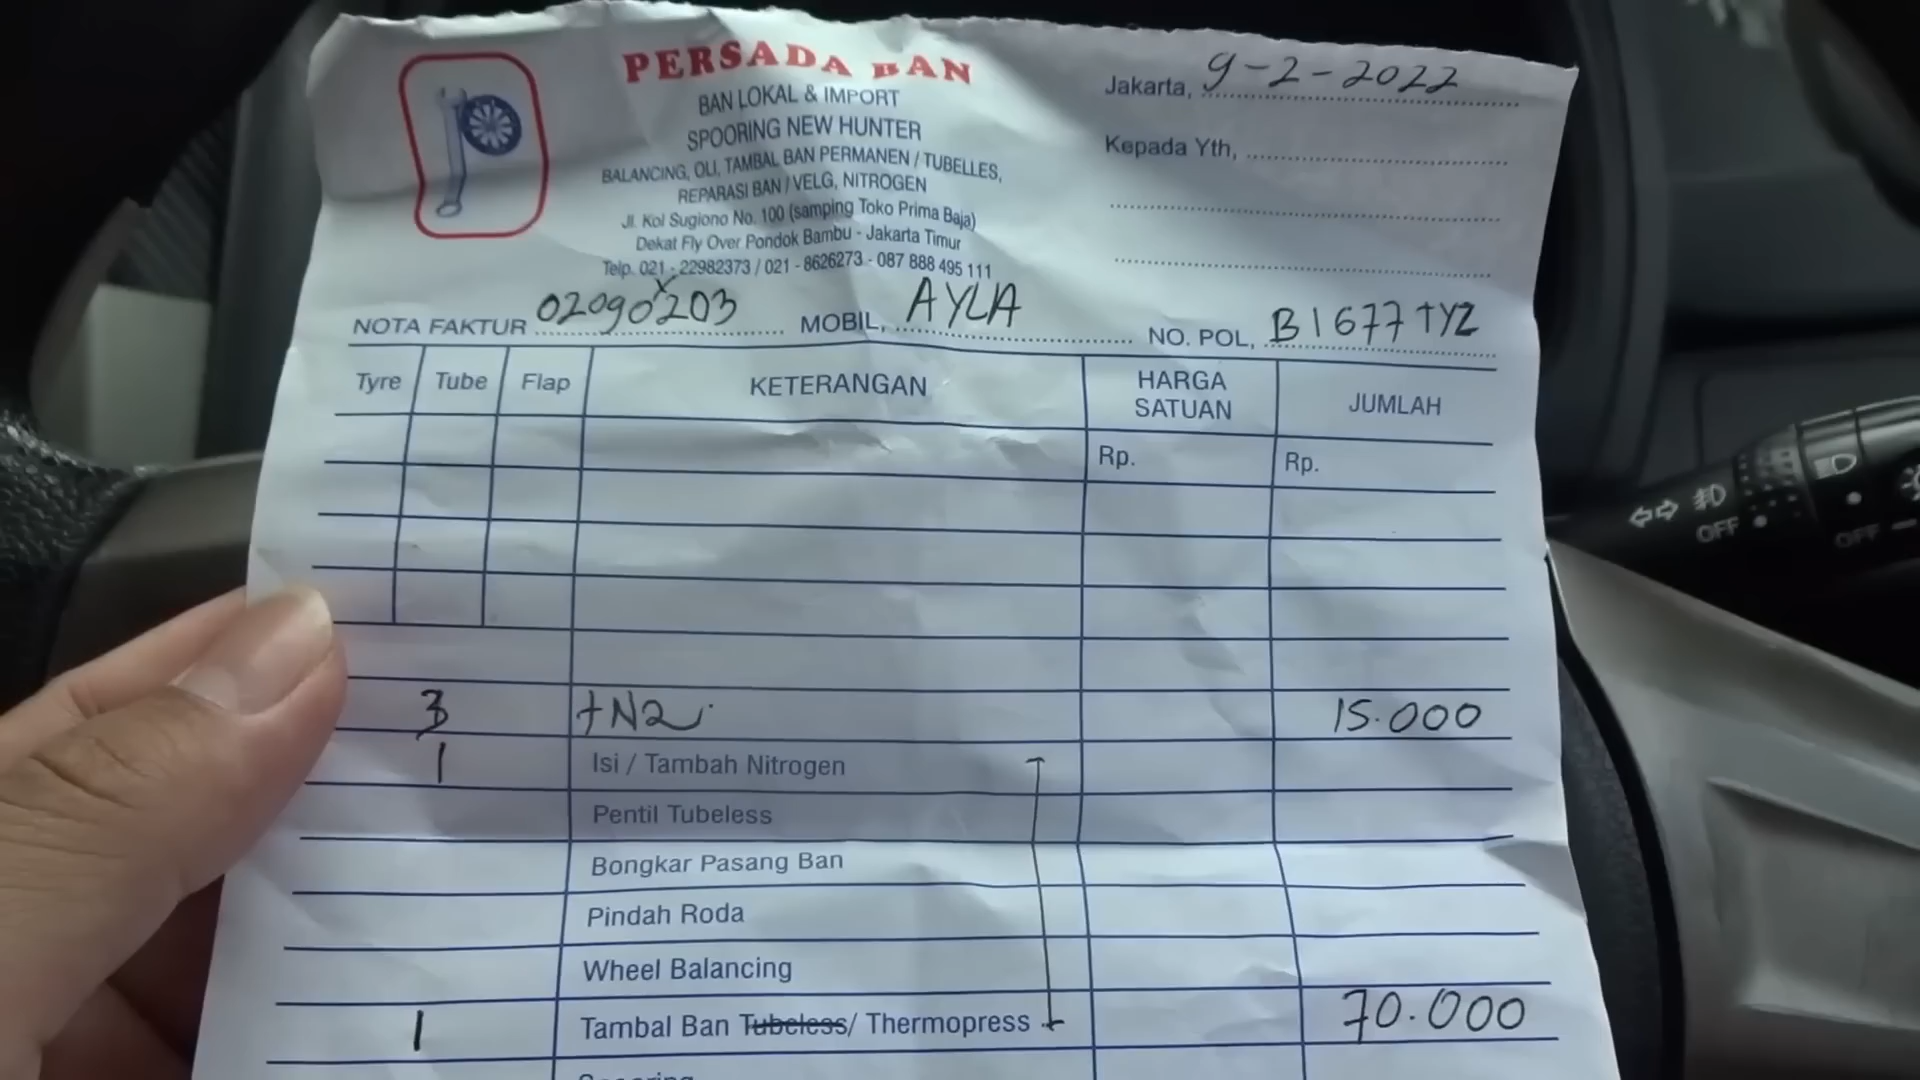 PERSADA BAN
BAN LOKAL & IMPORT
SPOORING NEW HUNTER
BALANCING, OLI, TAMBAL BAN PERMANEN / TUBELLES,
REPARASI BAN / VELG, NITROGEN
Jl. Kol Sugiono No. 100 (samping Toko Prima Baja)
Dekat Fly Over Pondok Bambu - Jakarta Timur
Telp. 021 - 22982373 / 021 - 8626273 - 087 888 495 111
Jakarta, 9-2-2022
Kepada Yth,
NOTA FAKTUR 02090203 MOBIL, AYLA NO. POL, B 1677 TYZ
Tyre Tube Flap KETERANGAN HARGA SATUAN JUMLAH
Rp. Rp.
3 +N2 15.000
1 Isi / Tambah Nitrogen
Pentil Tubeless
Bongkar Pasang Ban
Pindah Roda
Wheel Balancing
1 Tambal Ban Tubeless/ Thermopress 70.000
OFF OFF